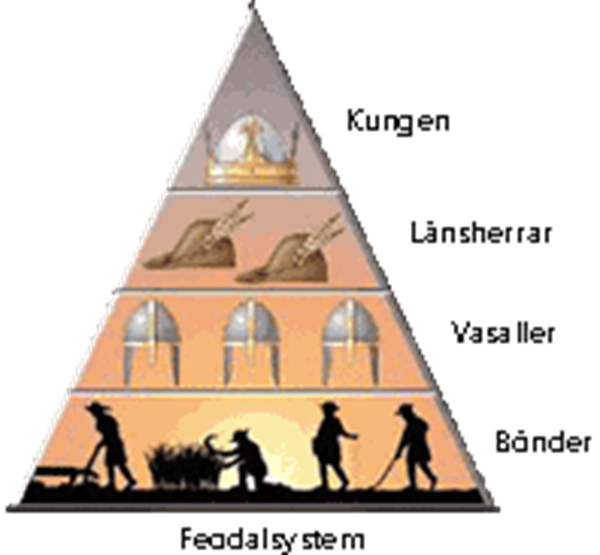 Kungen
Länsherrar
Vasaller
Bönder
Feodalsystem